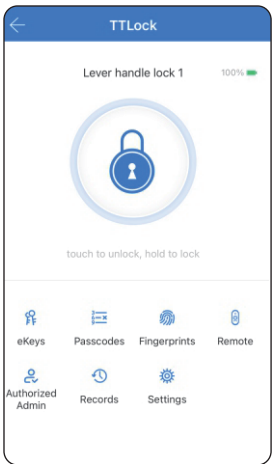 TTLock
Lever handle lock 1 100%
touch to unlock, hold to lock
eKeys Passcodes Fingerprints Remote
Authorized
Admin Records Settings